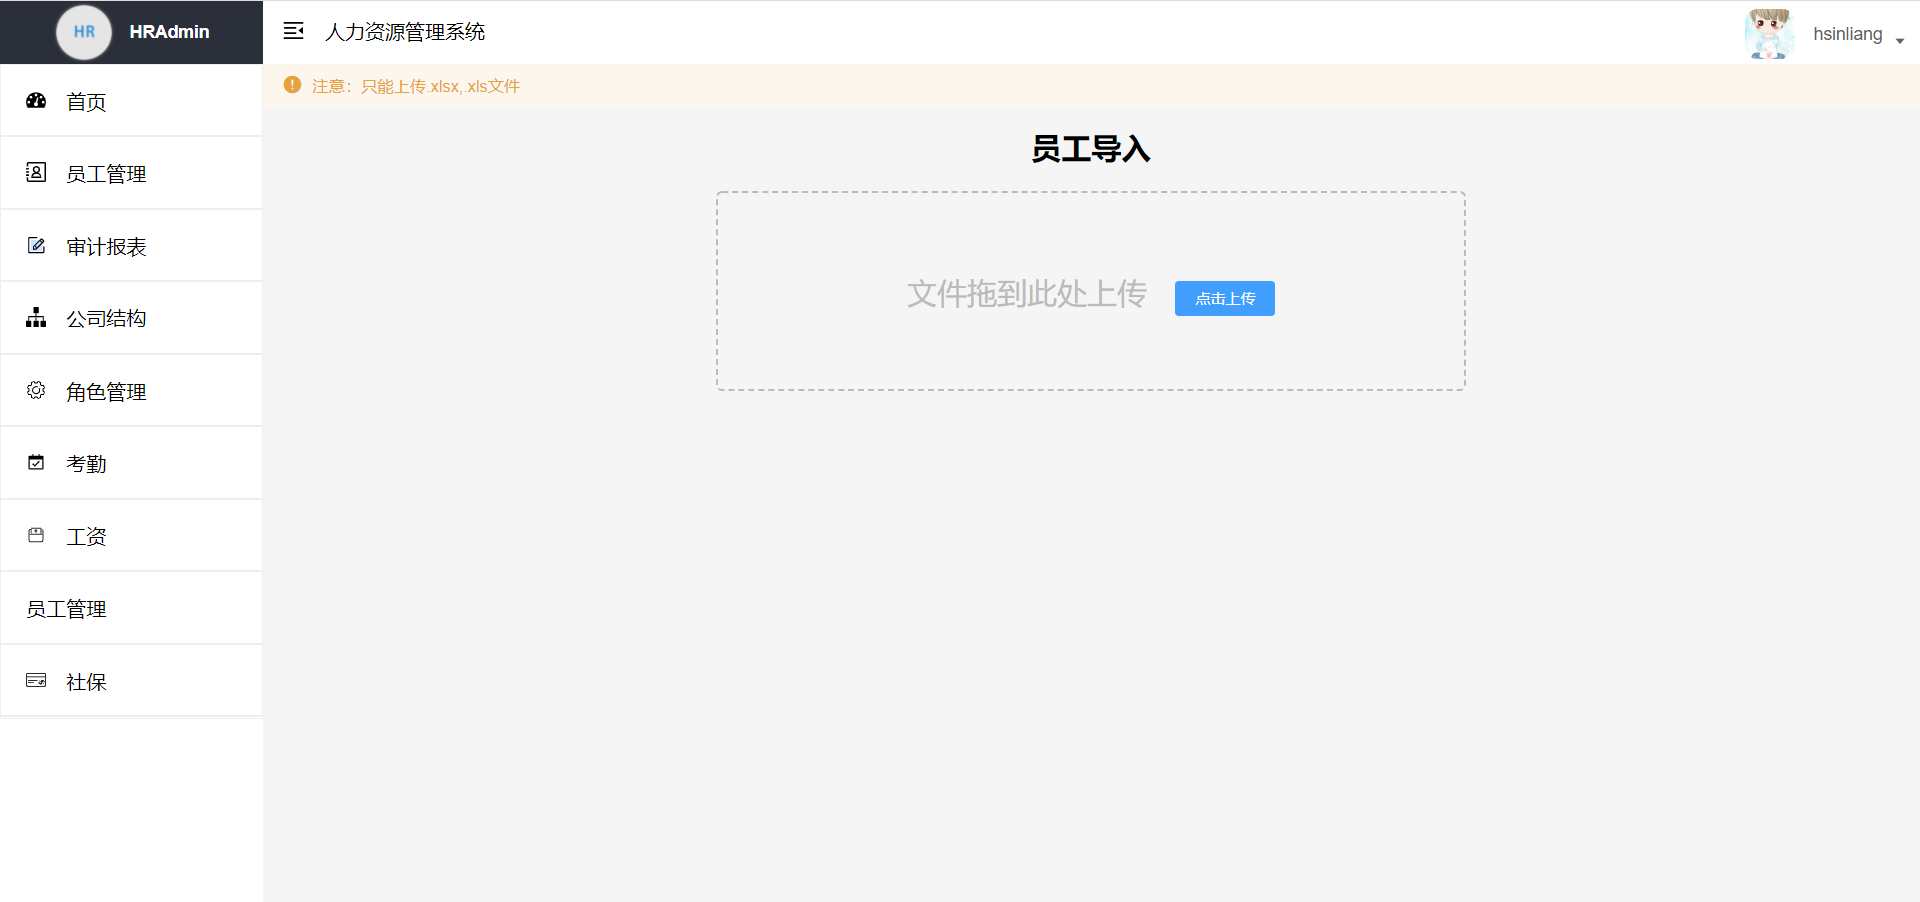 HR
HRAdmin
人力资源管理系统
hsinliang
注意：只能上传.xlsx,.xls文件
首页
员工管理
审计报表
公司结构
角色管理
考勤
工资
员工管理
社保
员工导入
文件拖到此处上传
点击上传